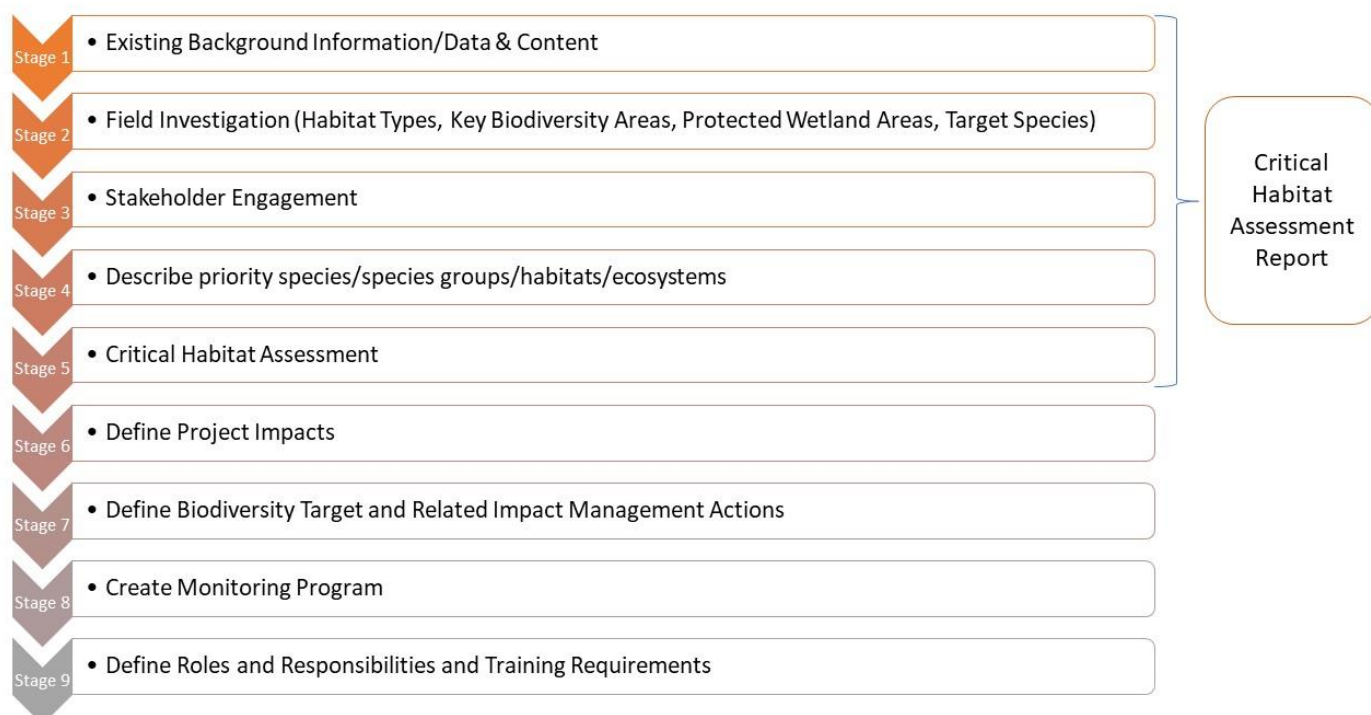 Stage 1
• Existing Background Information/Data & Content
Stage 2
• Field Investigation (Habitat Types, Key Biodiversity Areas, Protected Wetland Areas, Target Species)
Stage 3
• Stakeholder Engagement
Stage 4
• Describe priority species/species groups/habitats/ecosystems
Stage 5
• Critical Habitat Assessment
Stage 6
• Define Project Impacts
Stage 7
• Define Biodiversity Target and Related Impact Management Actions
Stage 8
• Create Monitoring Program
Stage 9
• Define Roles and Responsibilities and Training Requirements
Critical
Habitat
Assessment
Report